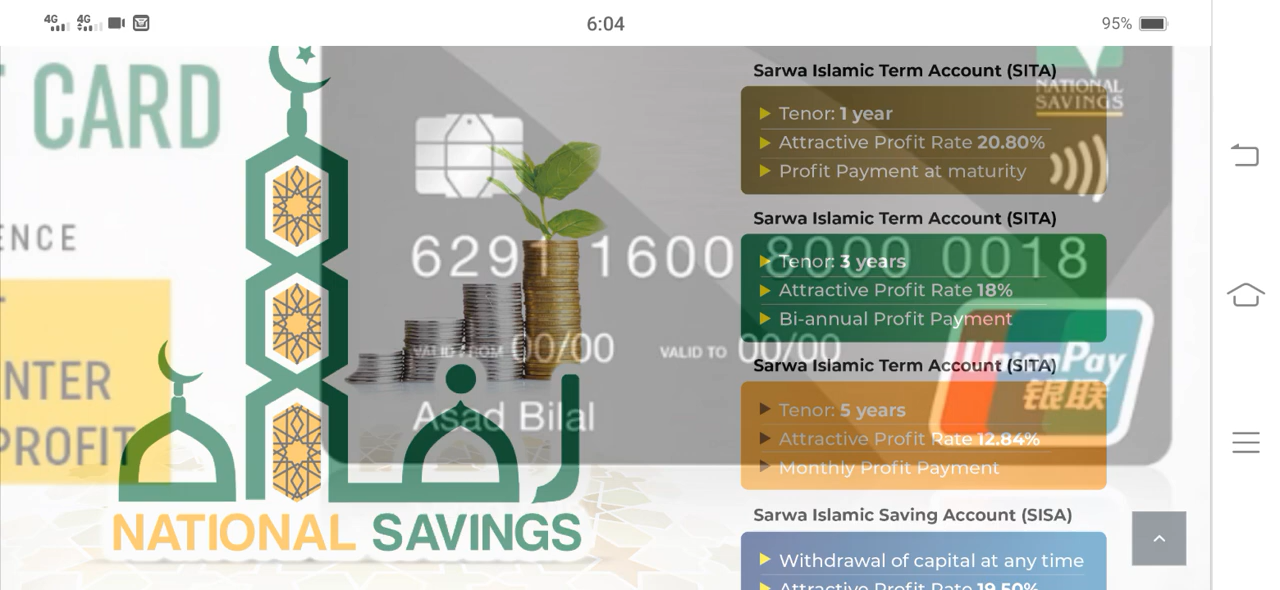 4G 4G
6:04
95%
CARD
ENCE
NTER
PROFIT
6291 1600 8000 0018
VALID FROM 00/00
VALID TO 00/00
Asad Bilal
UnionPay
银联
NATIONAL
SAVINGS
NATIONAL SAVINGS
Sarwa Islamic Term Account (SITA)
Tenor: 1 year
Attractive Profit Rate 20.80%
Profit Payment at maturity
Sarwa Islamic Term Account (SITA)
Tenor: 3 years
Attractive Profit Rate 18%
Bi-annual Profit Payment
Sarwa Islamic Term Account (SITA)
Tenor: 5 years
Attractive Profit Rate 12.84%
Monthly Profit Payment
Sarwa Islamic Saving Account (SISA)
Withdrawal of capital at any time
Attractive Profit Rate 19.50%